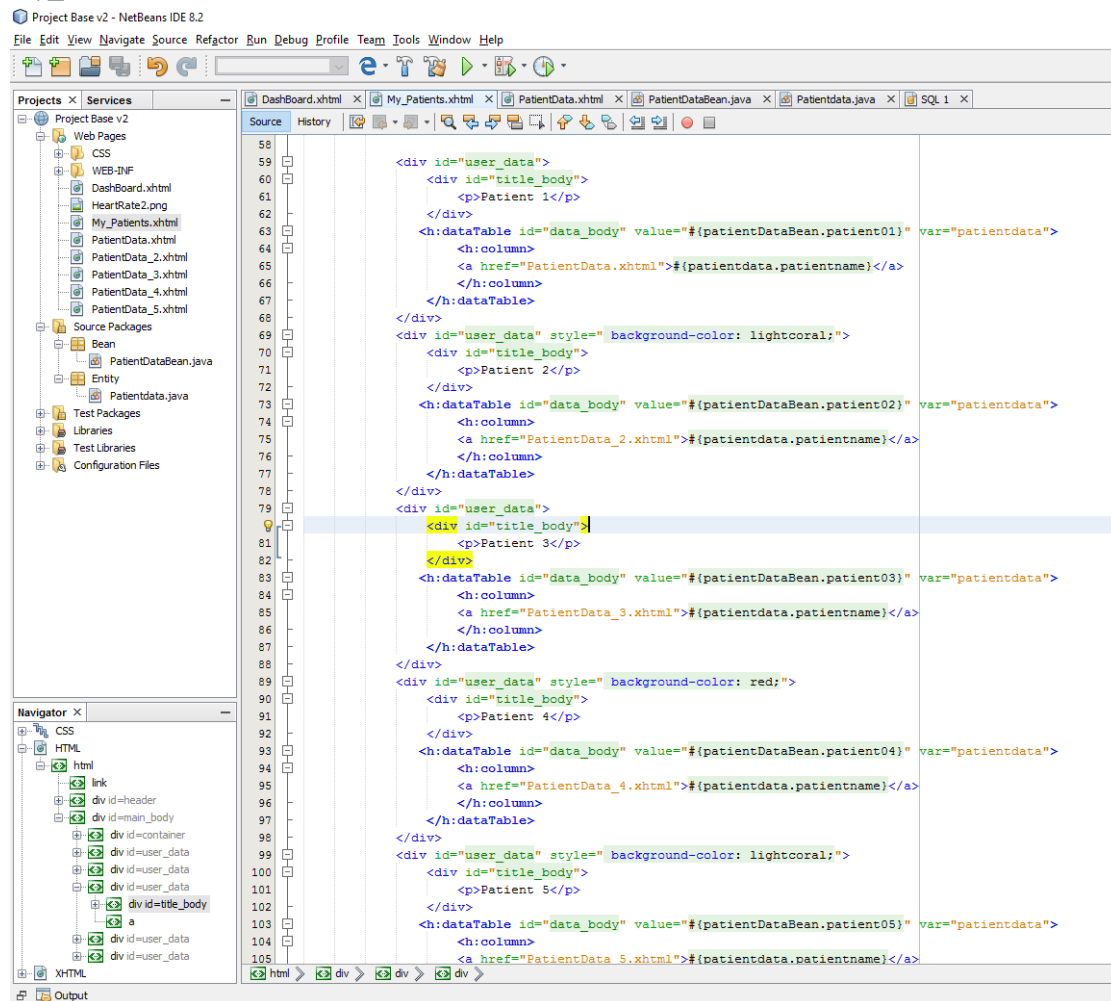 Project Base v2 - NetBeans IDE 8.2
File Edit View Navigate Source Refactor Run Debug Profile Team Tools Window Help
Projects Services
Project Base v2
Web Pages
CSS
WEB-INF
DashBoard.xhtml
HeartRate2.png
My_Patients.xhtml
PatientData.xhtml
PatientData_2.xhtml
PatientData_3.xhtml
PatientData_4.xhtml
PatientData_5.xhtml
Source Packages
Bean
PatientDataBean.java
Entity
Patientdata.java
Test Packages
Libraries
Test Libraries
Configuration Files
Navigator
CSS
HTML
html
link
div id=header
div id=main_body
div id=container
div id=user_data
div id=user_data
div id=user_data
div id=title_body
a
div id=user_data
div id=user_data
XHTML
DashBoard.xhtml My_Patients.xhtml PatientData.xhtml PatientDataBean.java Patientdata.java SQL 1
Source History
58
59 <div id="user_data">
60 <div id="title_body">
61 <p>Patient 1</p>
62 </div>
63 <h:dataTable id="data_body" value="#{patientDataBean.patient01}" var="patientdata">
64 <h:column>
65 <a href="PatientData.xhtml">#{patientdata.patientname}</a>
66 </h:column>
67 </h:dataTable>
68 </div>
69 <div id="user_data" style=" background-color: lightcoral;">
70 <div id="title_body">
71 <p>Patient 2</p>
72 </div>
73 <h:dataTable id="data_body" value="#{patientDataBean.patient02}" var="patientdata">
74 <h:column>
75 <a href="PatientData_2.xhtml">#{patientdata.patientname}</a>
76 </h:column>
77 </h:dataTable>
78 </div>
79 <div id="user_data">
<div id="title_body">
81 <p>Patient 3</p>
82 </div>
83 <h:dataTable id="data_body" value="#{patientDataBean.patient03}" var="patientdata">
84 <h:column>
85 <a href="PatientData_3.xhtml">#{patientdata.patientname}</a>
86 </h:column>
87 </h:dataTable>
88 </div>
89 <div id="user_data" style=" background-color: red;">
90 <div id="title_body">
91 <p>Patient 4</p>
92 </div>
93 <h:dataTable id="data_body" value="#{patientDataBean.patient04}" var="patientdata">
94 <h:column>
95 <a href="PatientData_4.xhtml">#{patientdata.patientname}</a>
96 </h:column>
97 </h:dataTable>
98 </div>
99 <div id="user_data" style=" background-color: lightcoral;">
100 <div id="title_body">
101 <p>Patient 5</p>
102 </div>
103 <h:dataTable id="data_body" value="#{patientDataBean.patient05}" var="patientdata">
104 <h:column>
105 <a href="PatientData_5.xhtml">#{patientdata.patientname}</a>
html div div div
Output